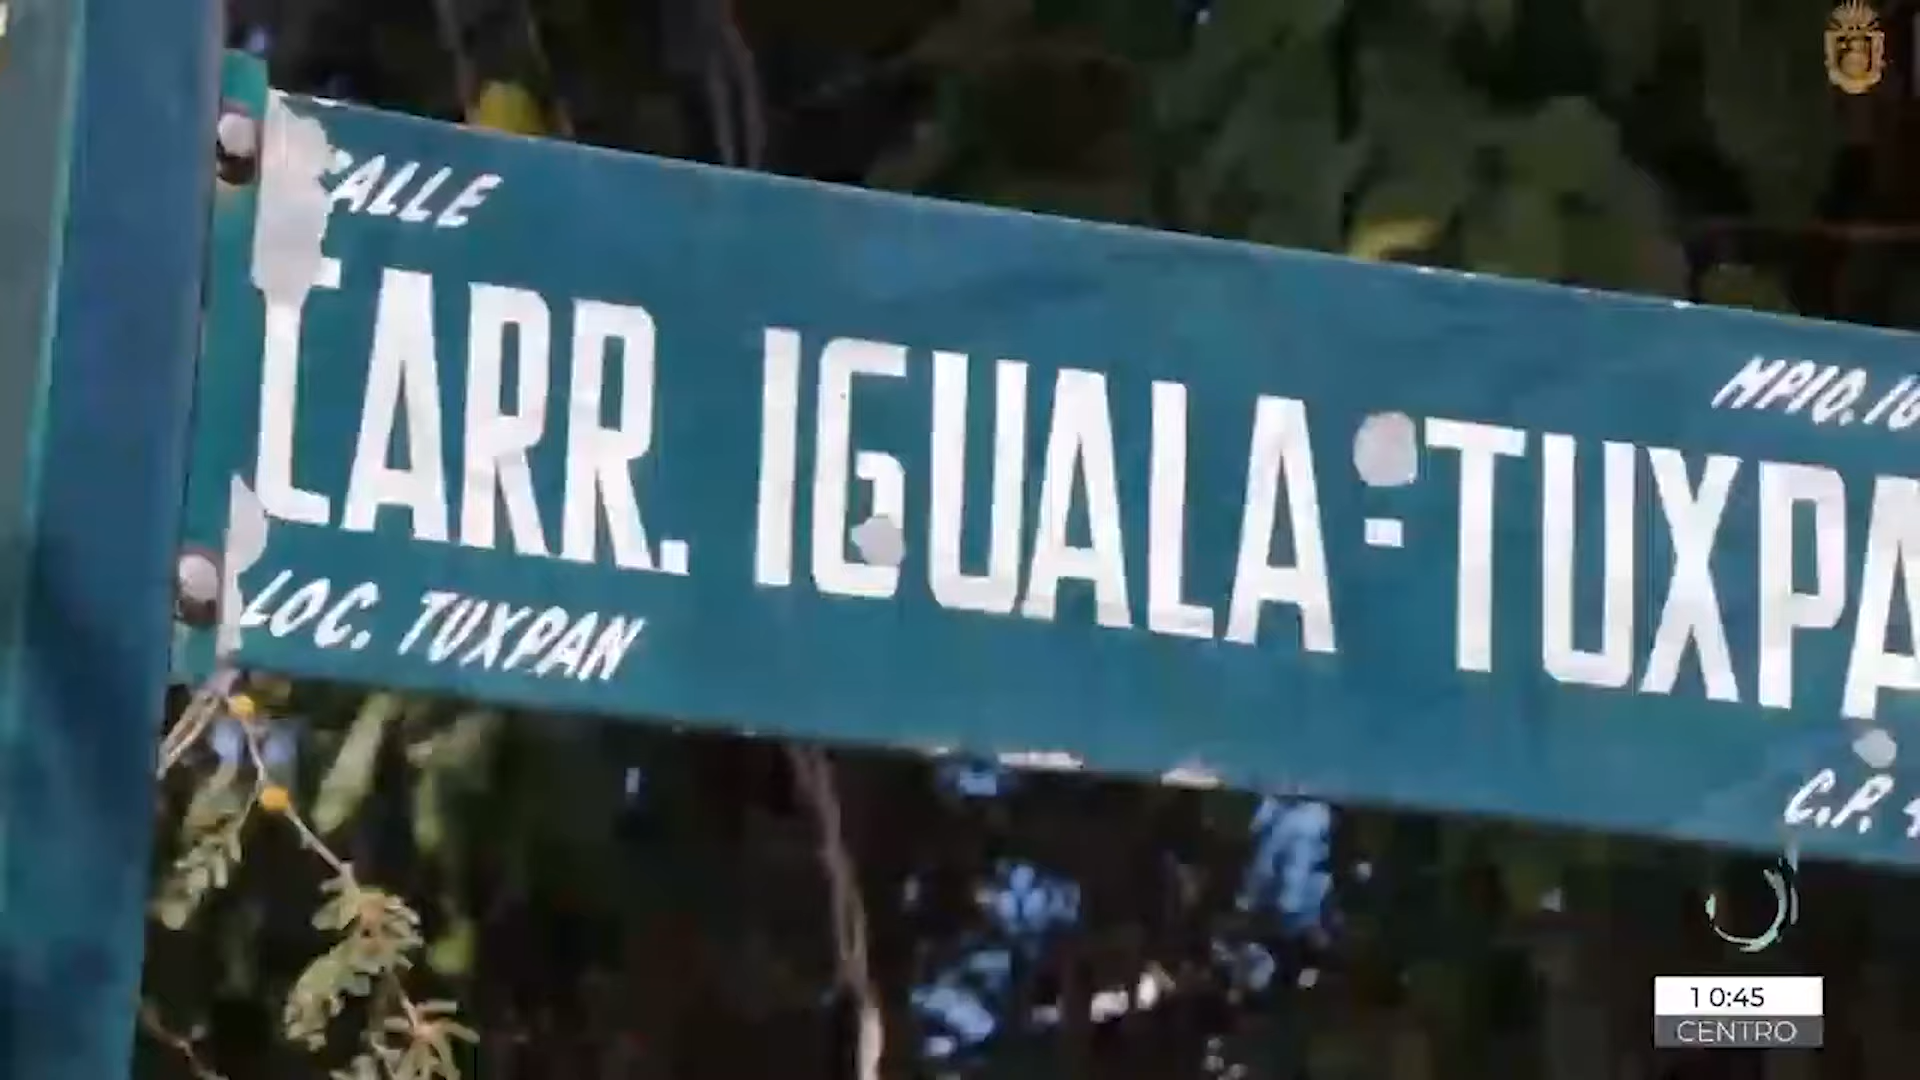 CALLE
CARR. IGUALA-TUXPA
MPIO. IG
LOC. TUXPAN
C.P.
10:45
CENTRO